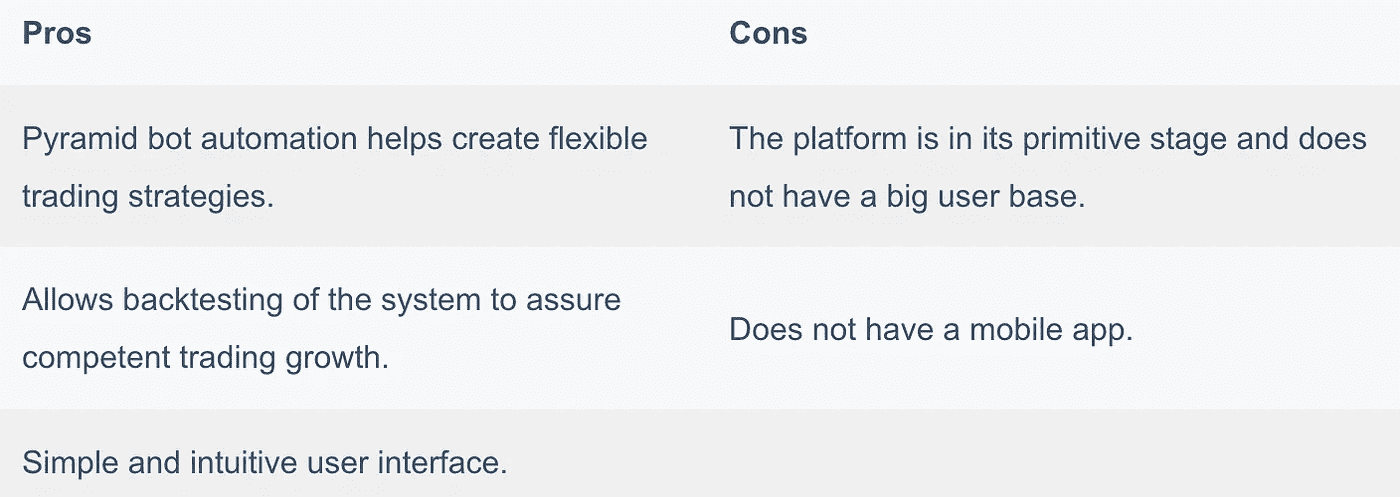 Pros
Cons
Pyramid bot automation helps create flexible
trading strategies.
The platform is in its primitive stage and does
not have a big user base.
Allows backtesting of the system to assure
competent trading growth.
Does not have a mobile app.
Simple and intuitive user interface.